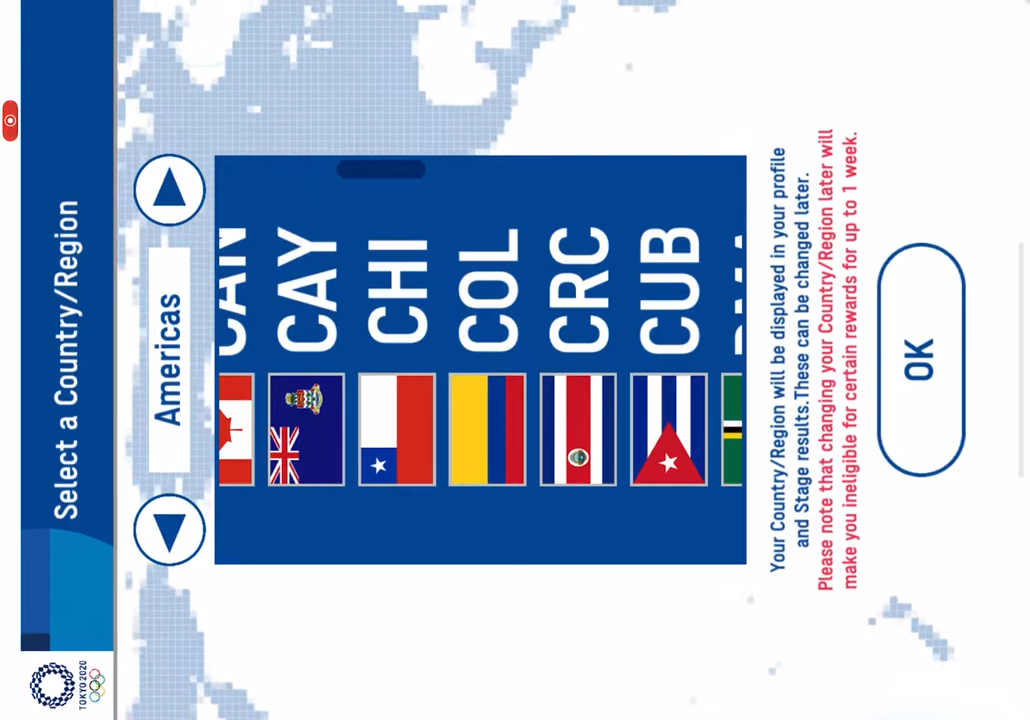 Select a Country/Region
TOKYO 2020
Americas
CAN
CAY
CHI
COL
CRC
CUB
Your Country/Region will be displayed in your profile
and Stage results.These can be changed later.
Please note that changing your Country/Region later will
make you ineligible for certain rewards for up to 1 week.
OK